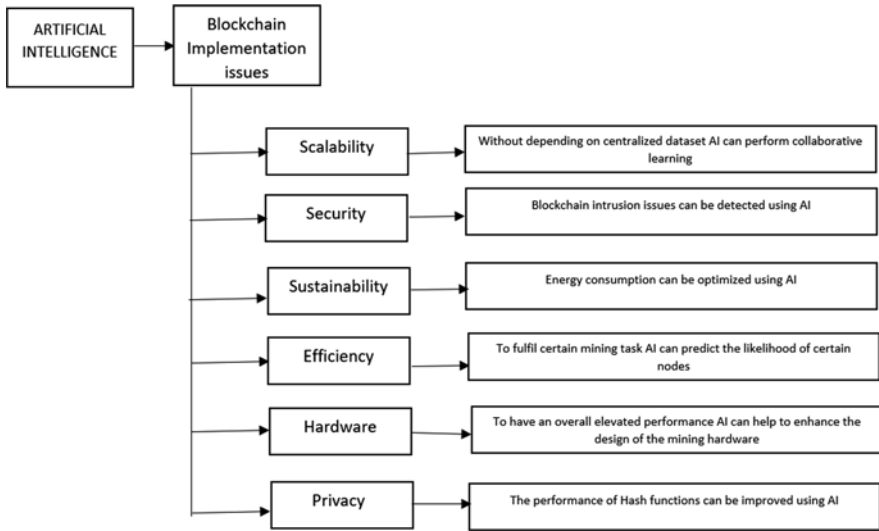 ARTIFICIAL
INTELLIGENCE
Blockchain
Implementation
issues
Scalability
Without depending on centralized dataset AI can perform collaborative
learning
Security
Blockchain intrusion issues can be detected using AI
Sustainability
Energy consumption can be optimized using AI
Efficiency
To fulfil certain mining task AI can predict the likelihood of certain
nodes
Hardware
To have an overall elevated performance AI can help to enhance the
design of the mining hardware
Privacy
The performance of Hash functions can be improved using AI